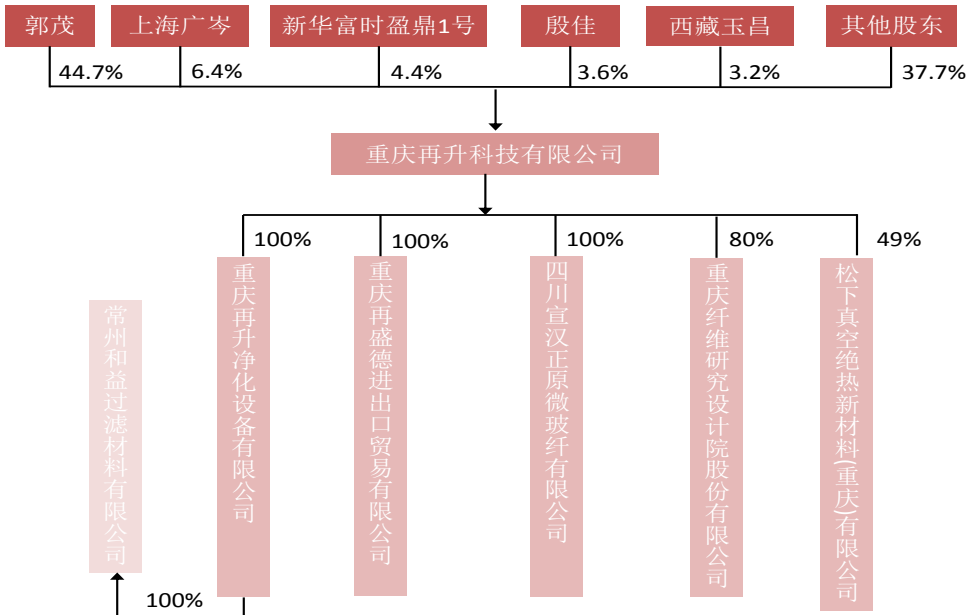 郭茂
上海广岑
新华富时盈鼎1号
殷佳
西藏玉昌
其他股东
44.7%
6.4%
4.4%
3.6%
3.2%
37.7%
重庆再升科技有限公司
100%
100%
100%
80%
49%
常州和益过滤材料有限公司
重庆再升净化设备有限公司
重庆再盛德进出口贸易有限公司
四川宣汉正原微玻纤有限公司
重庆纤维研究设计院股份有限公司
松下真空绝热新材料(重庆)有限公司
100%